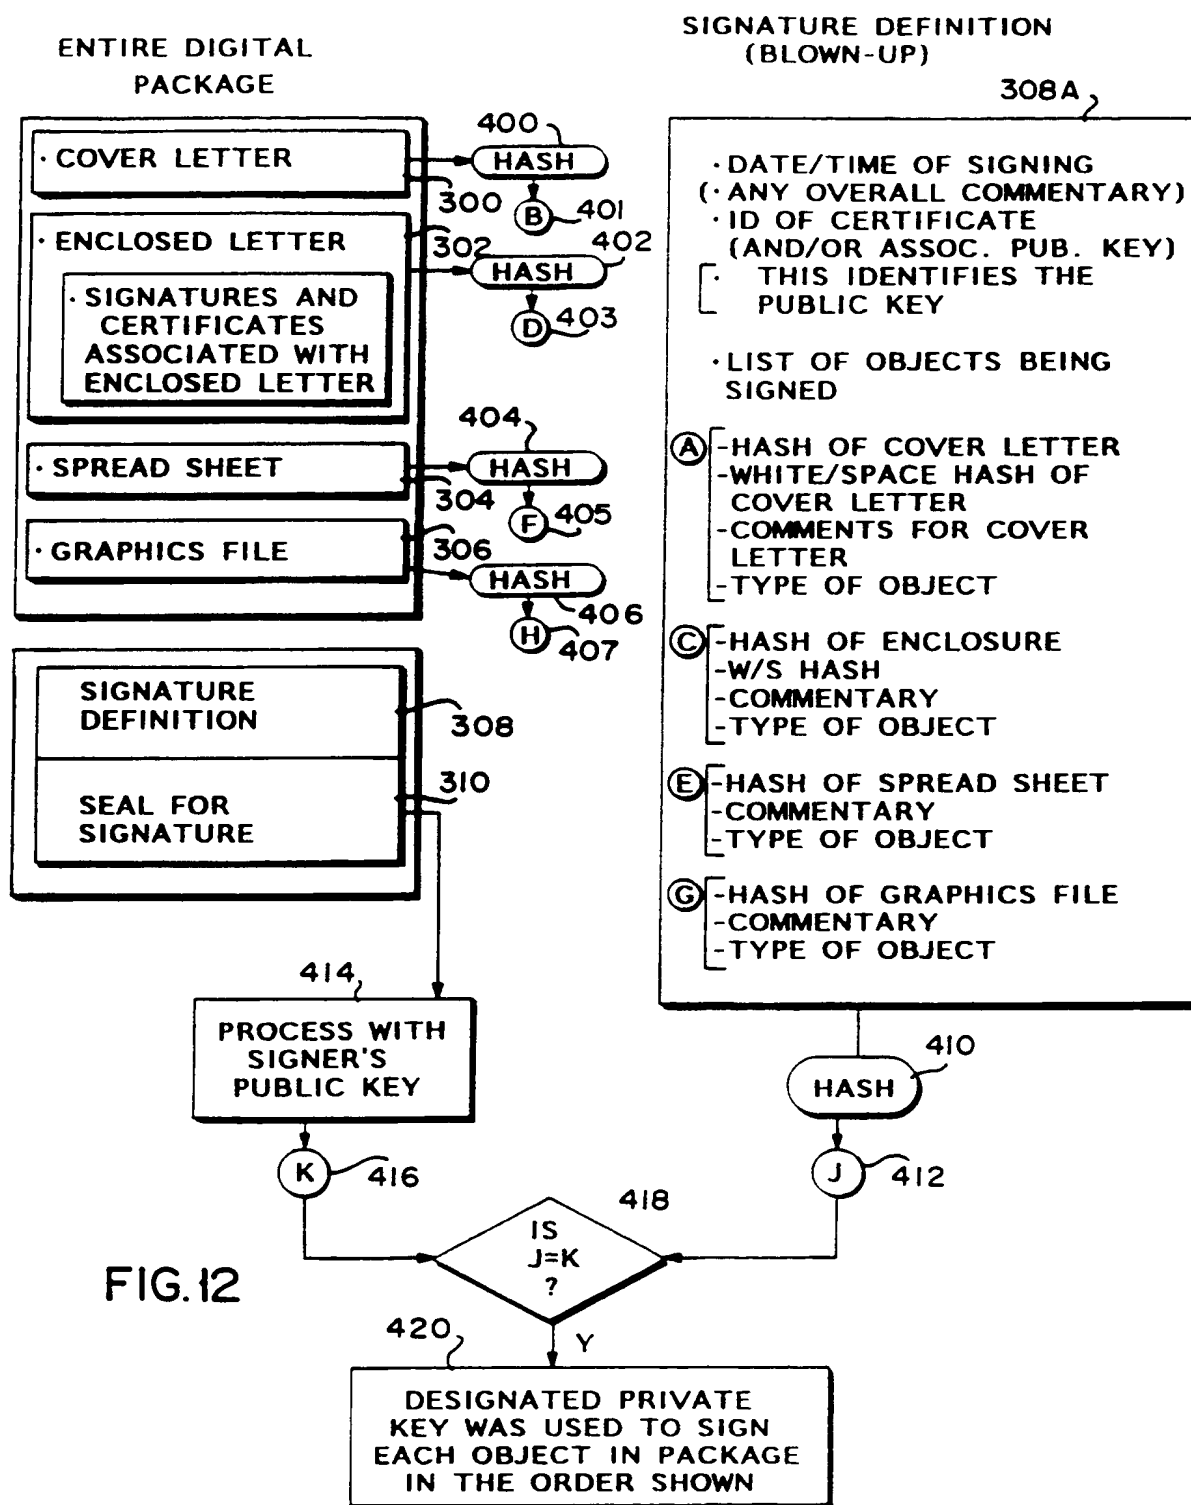 ENTIRE DIGITAL
PACKAGE
· COVER LETTER
300
400
HASH
B
401
· ENCLOSED LETTER
302
402
HASH
D
403
· SIGNATURES AND
CERTIFICATES
ASSOCIATED WITH
ENCLOSED LETTER
404
· SPREAD SHEET
304
HASH
F
405
· GRAPHICS FILE
306
HASH
406
H
407
SIGNATURE
DEFINITION
308
SEAL FOR
SIGNATURE
310
SIGNATURE DEFINITION
(BLOWN-UP)
308A
· DATE/TIME OF SIGNING
(· ANY OVERALL COMMENTARY)
· ID OF CERTIFICATE
(AND/OR ASSOC. PUB. KEY)
· THIS IDENTIFIES THE
PUBLIC KEY
· LIST OF OBJECTS BEING
SIGNED
A
-HASH OF COVER LETTER
-WHITE/SPACE HASH OF
COVER LETTER
-COMMENTS FOR COVER
LETTER
-TYPE OF OBJECT
C
-HASH OF ENCLOSURE
-W/S HASH
-COMMENTARY
-TYPE OF OBJECT
E
-HASH OF SPREAD SHEET
-COMMENTARY
-TYPE OF OBJECT
G
-HASH OF GRAPHICS FILE
-COMMENTARY
-TYPE OF OBJECT
414
PROCESS WITH
SIGNER'S
PUBLIC KEY
410
HASH
K
416
J
412
418
IS
J=K
?
FIG. 12
420
Y
DESIGNATED PRIVATE
KEY WAS USED TO SIGN
EACH OBJECT IN PACKAGE
IN THE ORDER SHOWN